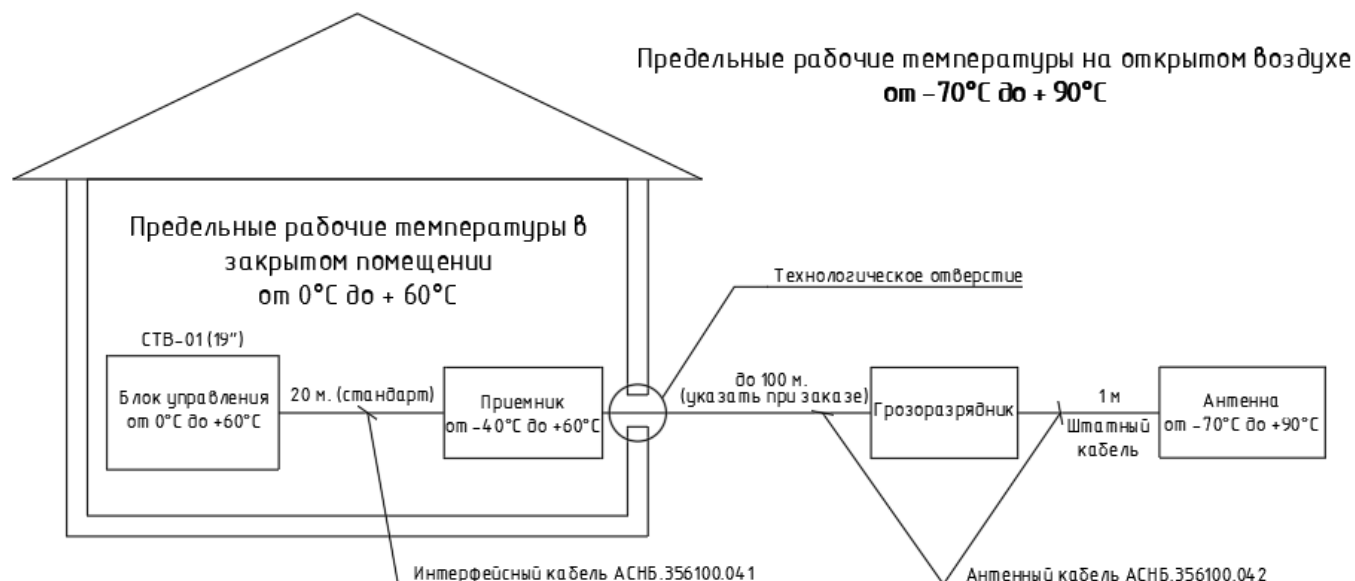 Предельные рабочие температуры на открытом воздухе
от -70°С до + 90°С
Предельные рабочие температуры в
закрытом помещении
от 0°С до + 60°С
Технологическое отверстие
СТВ-01 (19")
Блок управления
от 0°С до +60°С
20 м. (стандарт)
Приемник
от -40°С до +60°С
до 100 м.
(указать при заказе)
Грозоразрядник
1 м
Штатный
кабель
Антенна
от -70°С до +90°С
Интерфейсный кабель АСНБ.356100.041
Антенный кабель АСНБ.356100.042